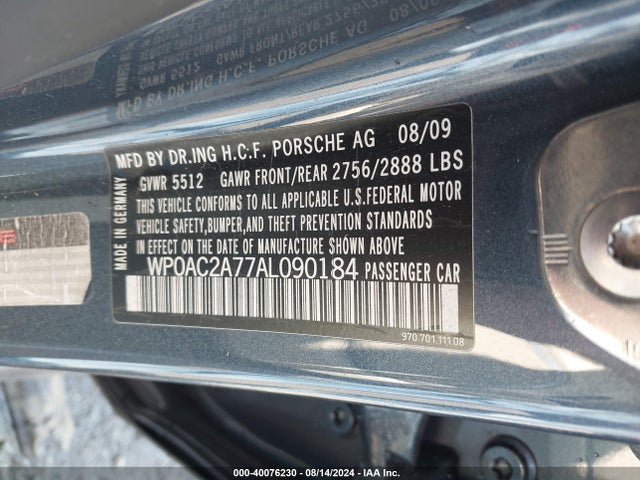 MFD BY DR.ING H.C.F. PORSCHE AG 08/09
GVWR 5512 GAWR FRONT/REAR 2756/2888 LBS
THIS VEHICLE CONFORMS TO ALL APPLICABLE U.S.FEDERAL MOTOR
VEHICLE SAFETY,BUMPER,AND THEFT PREVENTION STANDARDS
IN EFFECT ON THE DATE OF MANUFACTURE SHOWN ABOVE
WP0AC2A77AL090184 PASSENGER CAR
MADE IN GERMANY
970 701 111 08
000-40076230 - 08/14/2024 - IAA Inc.